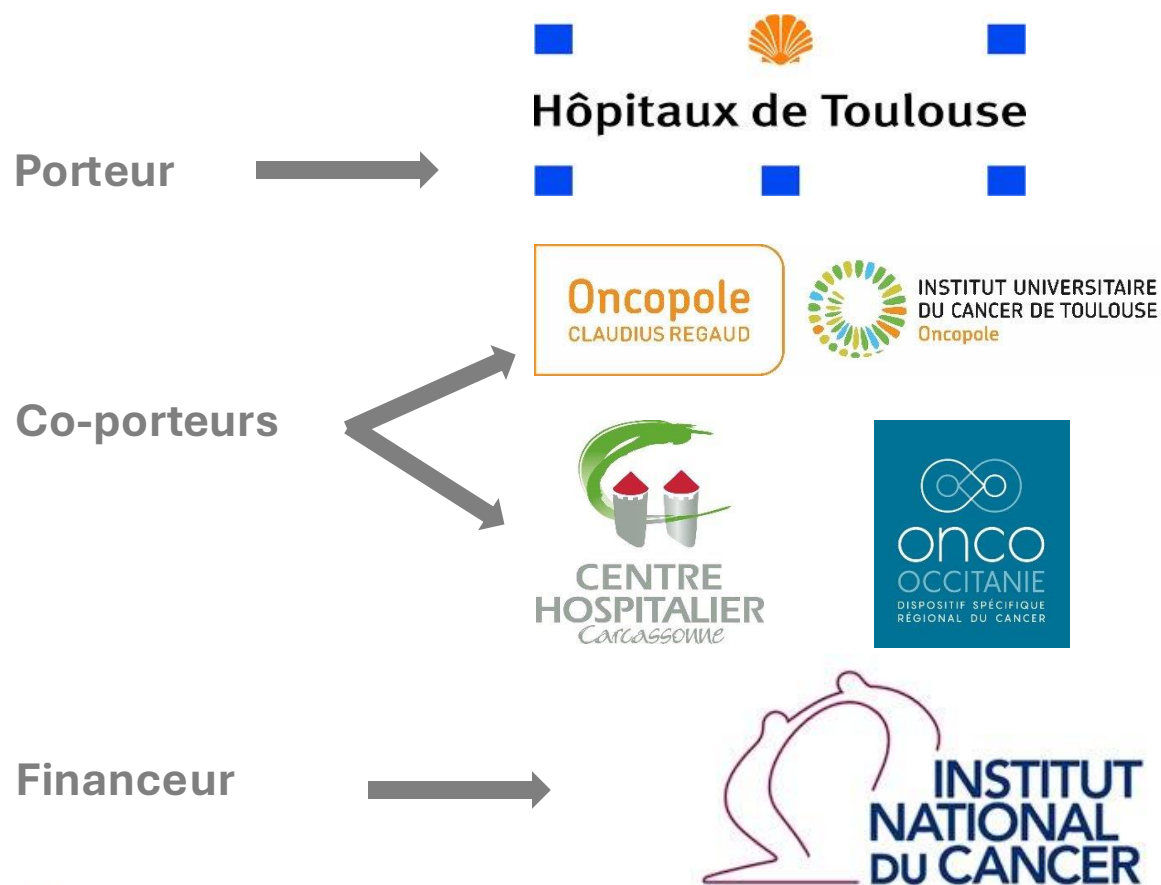 Hôpitaux de Toulouse
Porteur
Oncopole
CLAUDIUS REGAUD
INSTITUT UNIVERSITAIRE
DU CANCER DE TOULOUSE
Oncopole
Co-porteurs
CENTRE
HOSPITALIER
Carcassonne
onco
OCCITANIE
DISPOSITIF SPÉCIFIQUE
RÉGIONAL DU CANCER
Financeur
INSTITUT
NATIONAL
DU CANCER